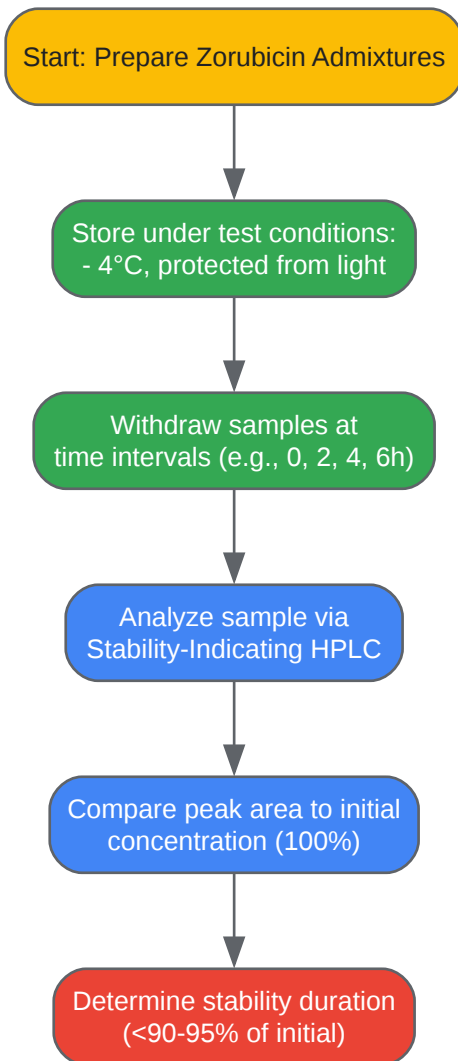 Start: Prepare Zorubicin Admixtures
Store under test conditions:
- 4°C, protected from light
Withdraw samples at
time intervals (e.g., 0, 2, 4, 6h)
Analyze sample via
Stability-Indicating HPLC
Compare peak area to initial
concentration (100%)
Determine stability duration
(<90-95% of initial)